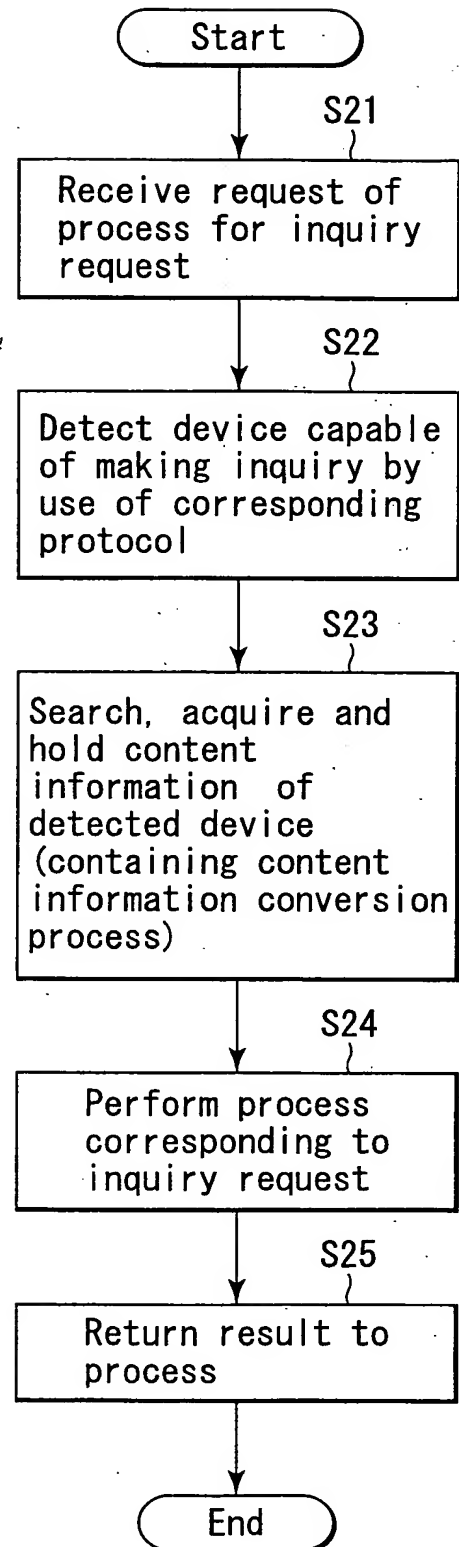 Start
S21
Receive request of
process for inquiry
request
S22
Detect device capable
of making inquiry by
use of corresponding
protocol
S23
Search, acquire and
hold content
information of
detected device
(containing content
information conversion
process)
S24
Perform process
corresponding to
inquiry request
S25
Return result to
process
End